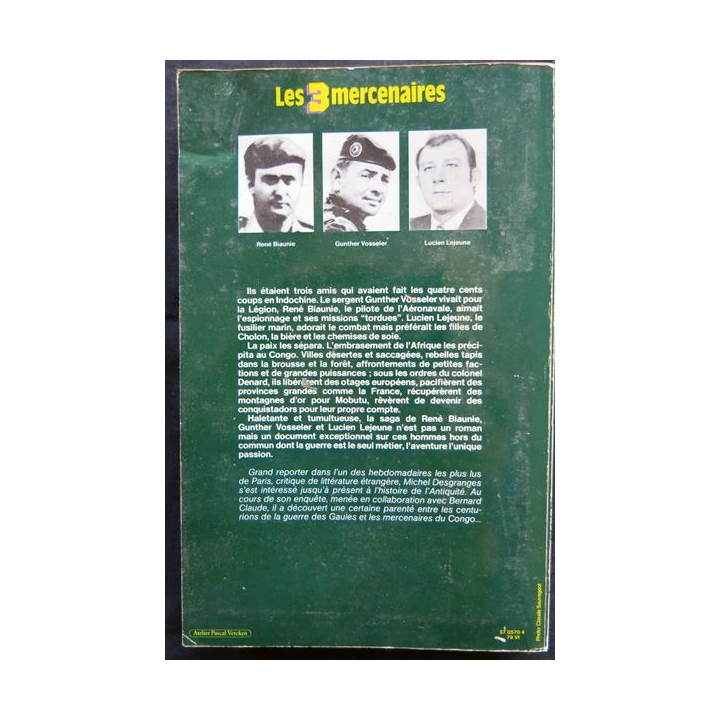 Les 3 mercenaires
René Biaunie
Gunther Vosseler
Lucien Lejeune
Ils étaient trois amis qui avaient fait les quatre cents
coups en Indochine. Le sergent Gunther Vosseler vivait pour
la Légion, René Biaunie, le pilote de l'Aéronavale, aimait
l'espionnage et ses missions "tordues". Lucien Lejeune, le
fusilier marin, adorait le combat mais préférait les filles de
Cholon, la bière et les chemises de soie.
La paix les sépara. L'embrasement de l'Afrique les préci-
pita au Congo. Villes désertes et saccagées, rebelles tapis
dans la brousse et la forêt, affrontements de petites fac-
tions et de grandes puissances ; sous les ordres du colonel
Denard, ils libérèrent des otages européens, pacifièrent des
provinces grandes comme la France, récupérèrent des
montagnes d'or pour Mobutu, rêvèrent de devenir des
conquistadors pour leur propre compte.
Haletante et tumultueuse, la saga de René Biaunie,
Gunther Vosseler et Lucien Lejeune n'est pas un roman
mais un document exceptionnel sur ces hommes hors du
commun dont la guerre est le seul métier, l'aventure l'unique
passion.
Grand reporter dans l'un des hebdomadaires les plus lus
de Paris, critique de littérature étrangère, Michel Desgranges
s'est intéressé jusqu'à présent à l'histoire de l'Antiquité. Au
cours de son enquête, menée en collaboration avec Bernard
Claude, il a découvert une certaine parenté entre les centu-
rions de la guerre des Gaules et les mercenaires du Congo...
Atelier Pascal Vercken
37 0570 4
79 VI
Photo Claude Sauvageot